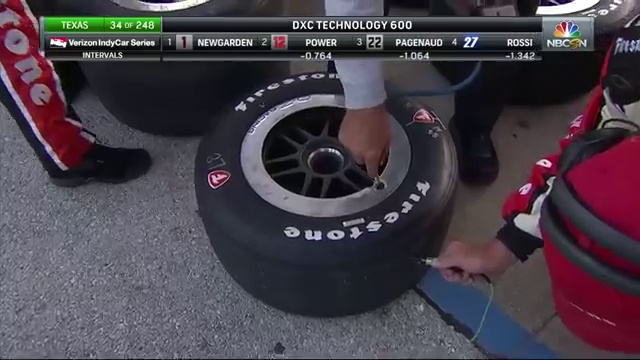 TEXAS 34 OF 248 DXC TECHNOLOGY 600
Verizon IndyCar Series 1 1 NEWGARDEN 2 12 POWER 3 22 PAGENAUD 4 27 ROSSI NBCSN
INTERVALS -0.764 -1.064 -1.342
Firestone
Firestone
Firestone